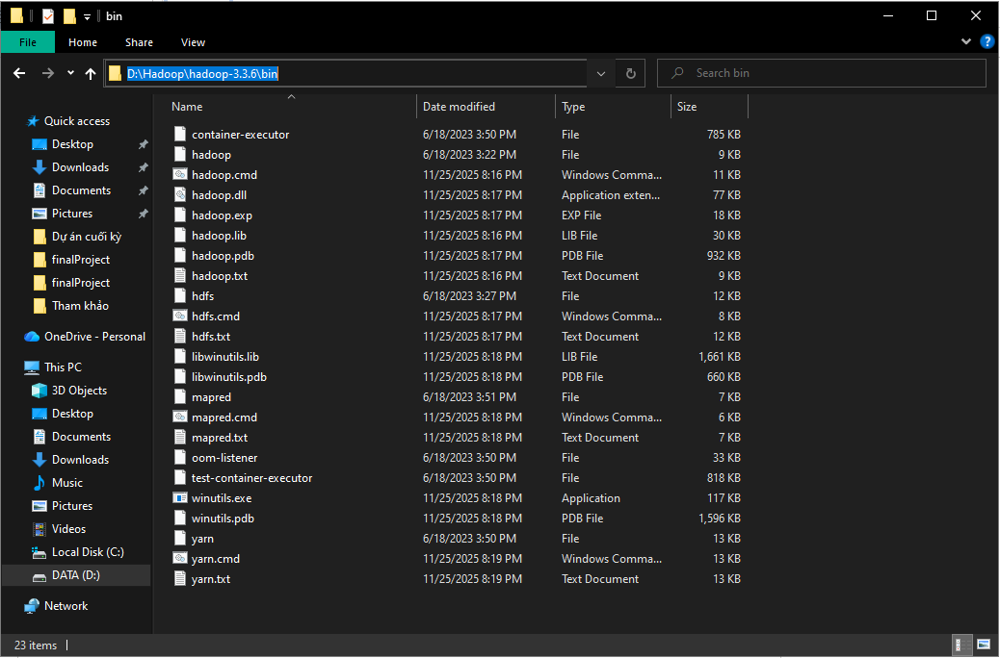 bin
File Home Share View
D:\Hadoop\hadoop-3.3.6\bin Search bin
Quick access
Desktop
Downloads
Documents
Pictures
Dự án cuối kỳ
finalProject
finalProject
Tham khảo
OneDrive - Personal
This PC
3D Objects
Desktop
Documents
Downloads
Music
Pictures
Videos
Local Disk (C:)
DATA (D:)
Network
Name Date modified Type Size
container-executor 6/18/2023 3:50 PM File 785 KB
hadoop 6/18/2023 3:22 PM File 9 KB
hadoop.cmd 11/25/2025 8:16 PM Windows Comma... 11 KB
hadoop.dll 11/25/2025 8:17 PM Application exten... 77 KB
hadoop.exp 11/25/2025 8:17 PM EXP File 18 KB
hadoop.lib 11/25/2025 8:16 PM LIB File 30 KB
hadoop.pdb 11/25/2025 8:17 PM PDB File 932 KB
hadoop.txt 11/25/2025 8:16 PM Text Document 9 KB
hdfs 6/18/2023 3:27 PM File 12 KB
hdfs.cmd 11/25/2025 8:17 PM Windows Comma... 8 KB
hdfs.txt 11/25/2025 8:17 PM Text Document 12 KB
libwinutils.lib 11/25/2025 8:18 PM LIB File 1,661 KB
libwinutils.pdb 11/25/2025 8:18 PM PDB File 660 KB
mapred 6/18/2023 3:51 PM File 7 KB
mapred.cmd 11/25/2025 8:18 PM Windows Comma... 6 KB
mapred.txt 11/25/2025 8:18 PM Text Document 7 KB
oom-listener 6/18/2023 3:50 PM File 33 KB
test-container-executor 6/18/2023 3:50 PM File 818 KB
winutils.exe 11/25/2025 8:18 PM Application 117 KB
winutils.pdb 11/25/2025 8:18 PM PDB File 1,596 KB
yarn 6/18/2023 3:50 PM File 13 KB
yarn.cmd 11/25/2025 8:19 PM Windows Comma... 13 KB
yarn.txt 11/25/2025 8:19 PM Text Document 13 KB
23 items